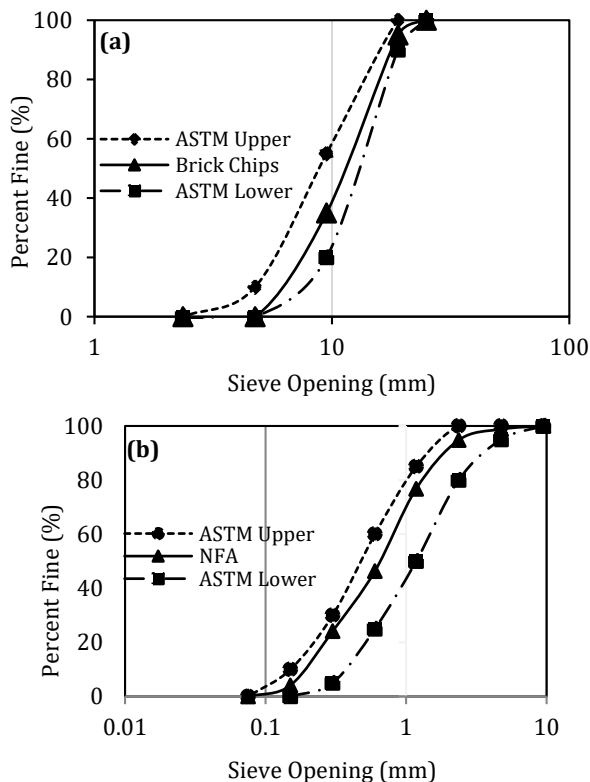 100
(a)
80
60
ASTM Upper
Brick Chips
40
ASTM Lower
20
0
Percent Fine (%)
1 10 100
Sieve Opening (mm)
100
(b)
80
60
ASTM Upper
NFA
40
ASTM Lower
20
0
Percent Fine (%)
0.01 0.1 1 10
Sieve Opening (mm)